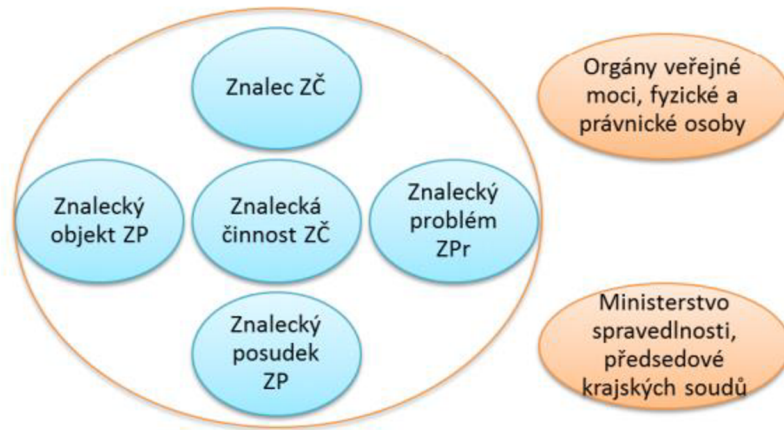 Znalec ZČ
Orgány veřejné
moci, fyzické a
právnické osoby
Znalecký
objekt ZP
Znalecká
činnost ZČ
Znalecký
problém
ZPr
Znalecký
posudek
ZP
Ministerstvo
spravedlnosti,
předsedové
krajských soudů